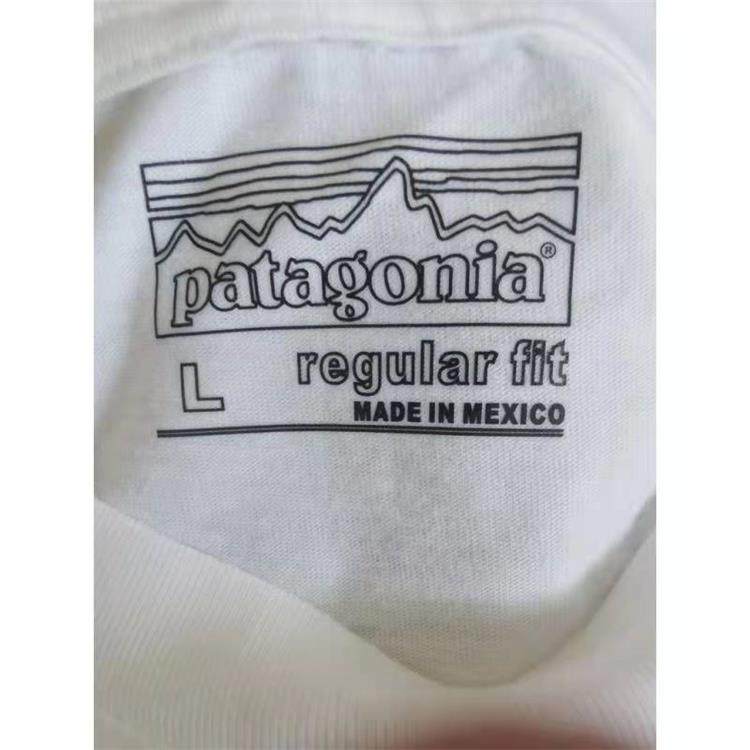 patagonia®
L
regular fit
MADE IN MEXICO